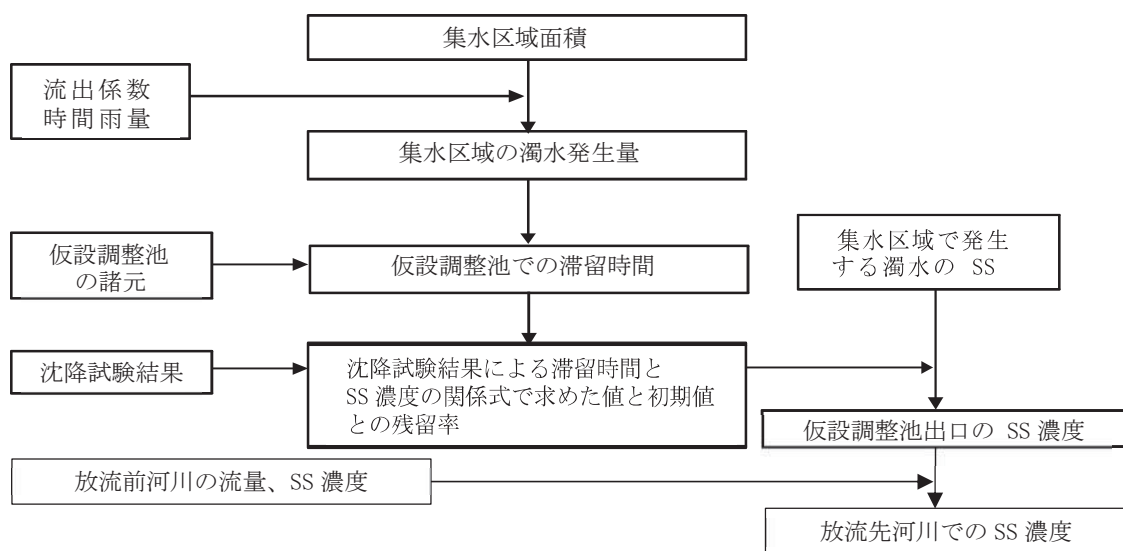 集水区域面積
流出係数
時間雨量
集水区域の濁水発生量
仮設調整池
の諸元
仮設調整池での滞留時間
集水区域で発生
する濁水の SS
沈降試験結果
沈降試験結果による滞留時間と
SS 濃度の関係式で求めた値と初期値
との残留率
仮設調整池出口の SS 濃度
放流前河川の流量、SS 濃度
放流先河川での SS 濃度